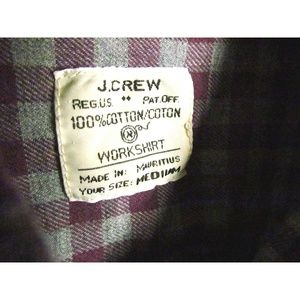 J.CREW
REG.U.S. ** PAT.OFF.
100%COTTON/COTON
WORKSHIRT
MADE IN: MAURITIUS
YOUR SIZE: MEDIUM